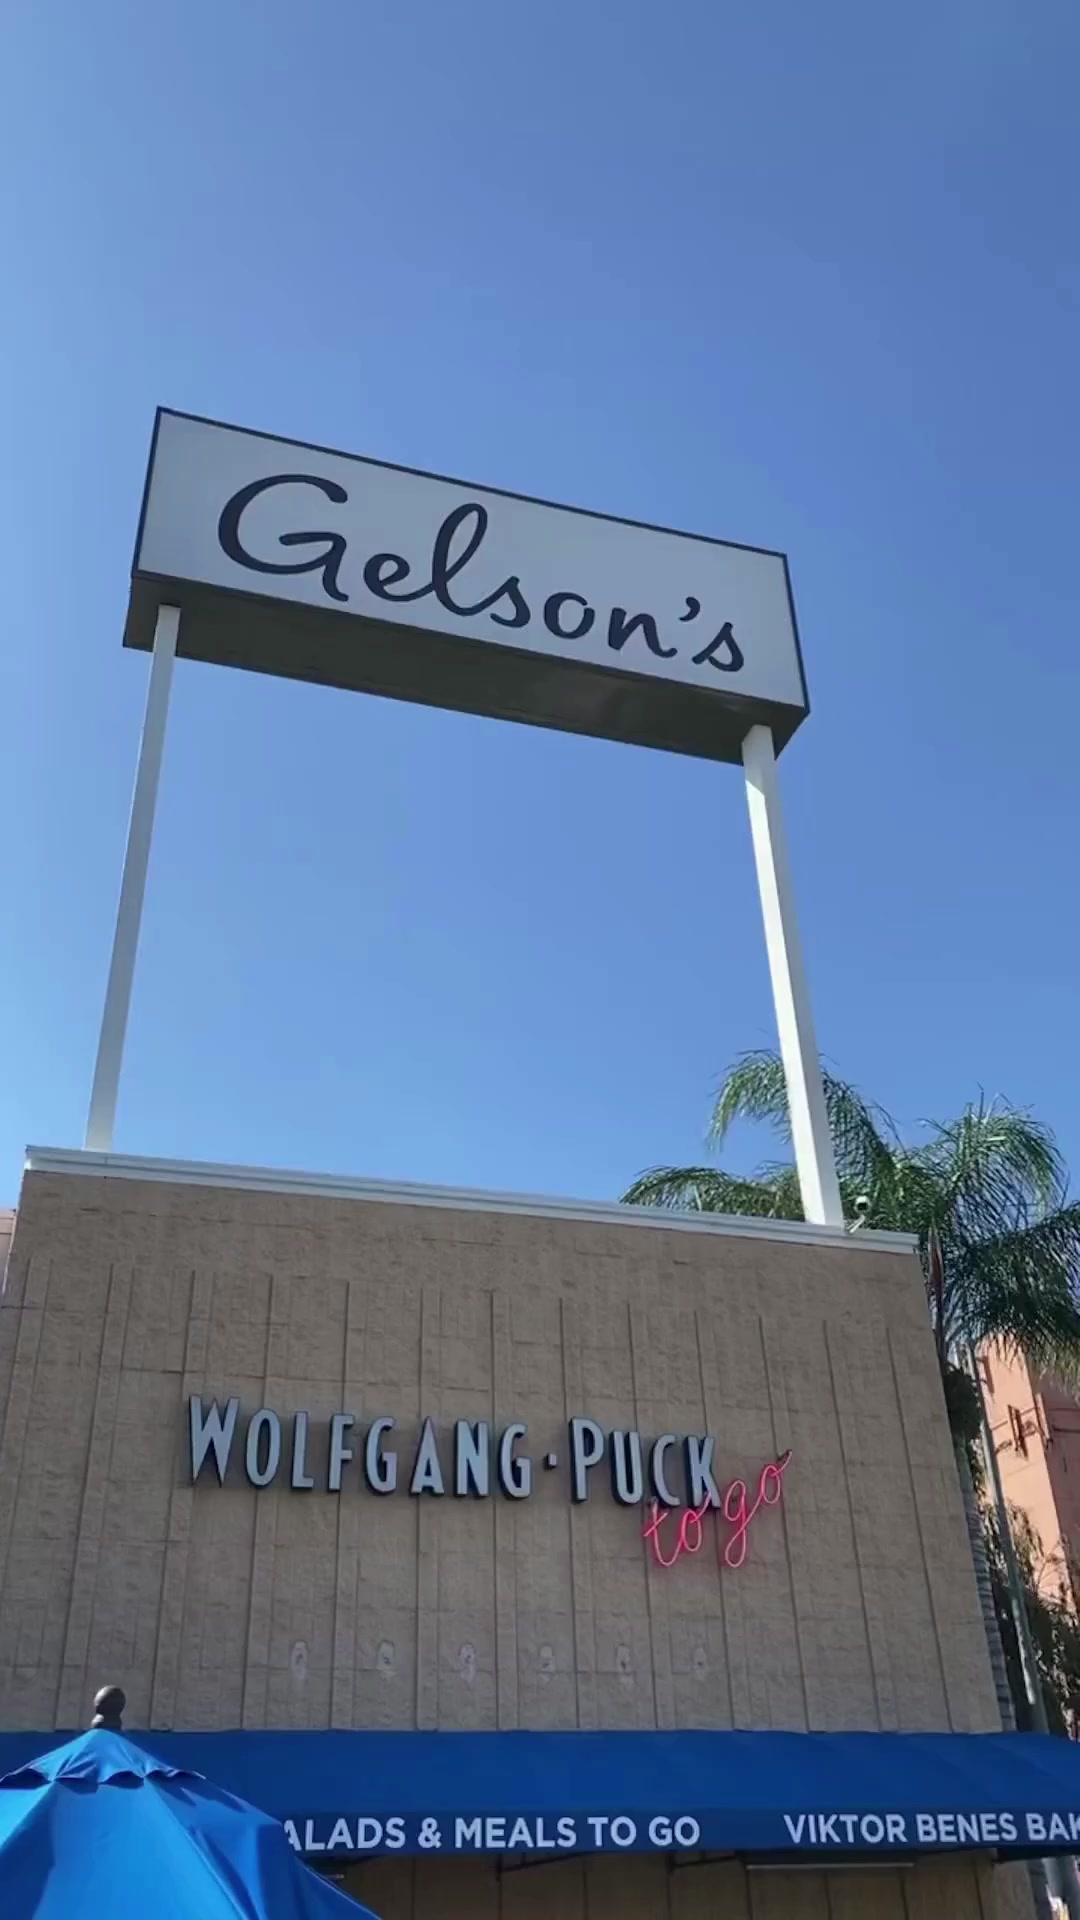 Gelson's
WOLFGANG·PUCK
to go
ALADS & MEALS TO GO
VIKTOR BENES BAK